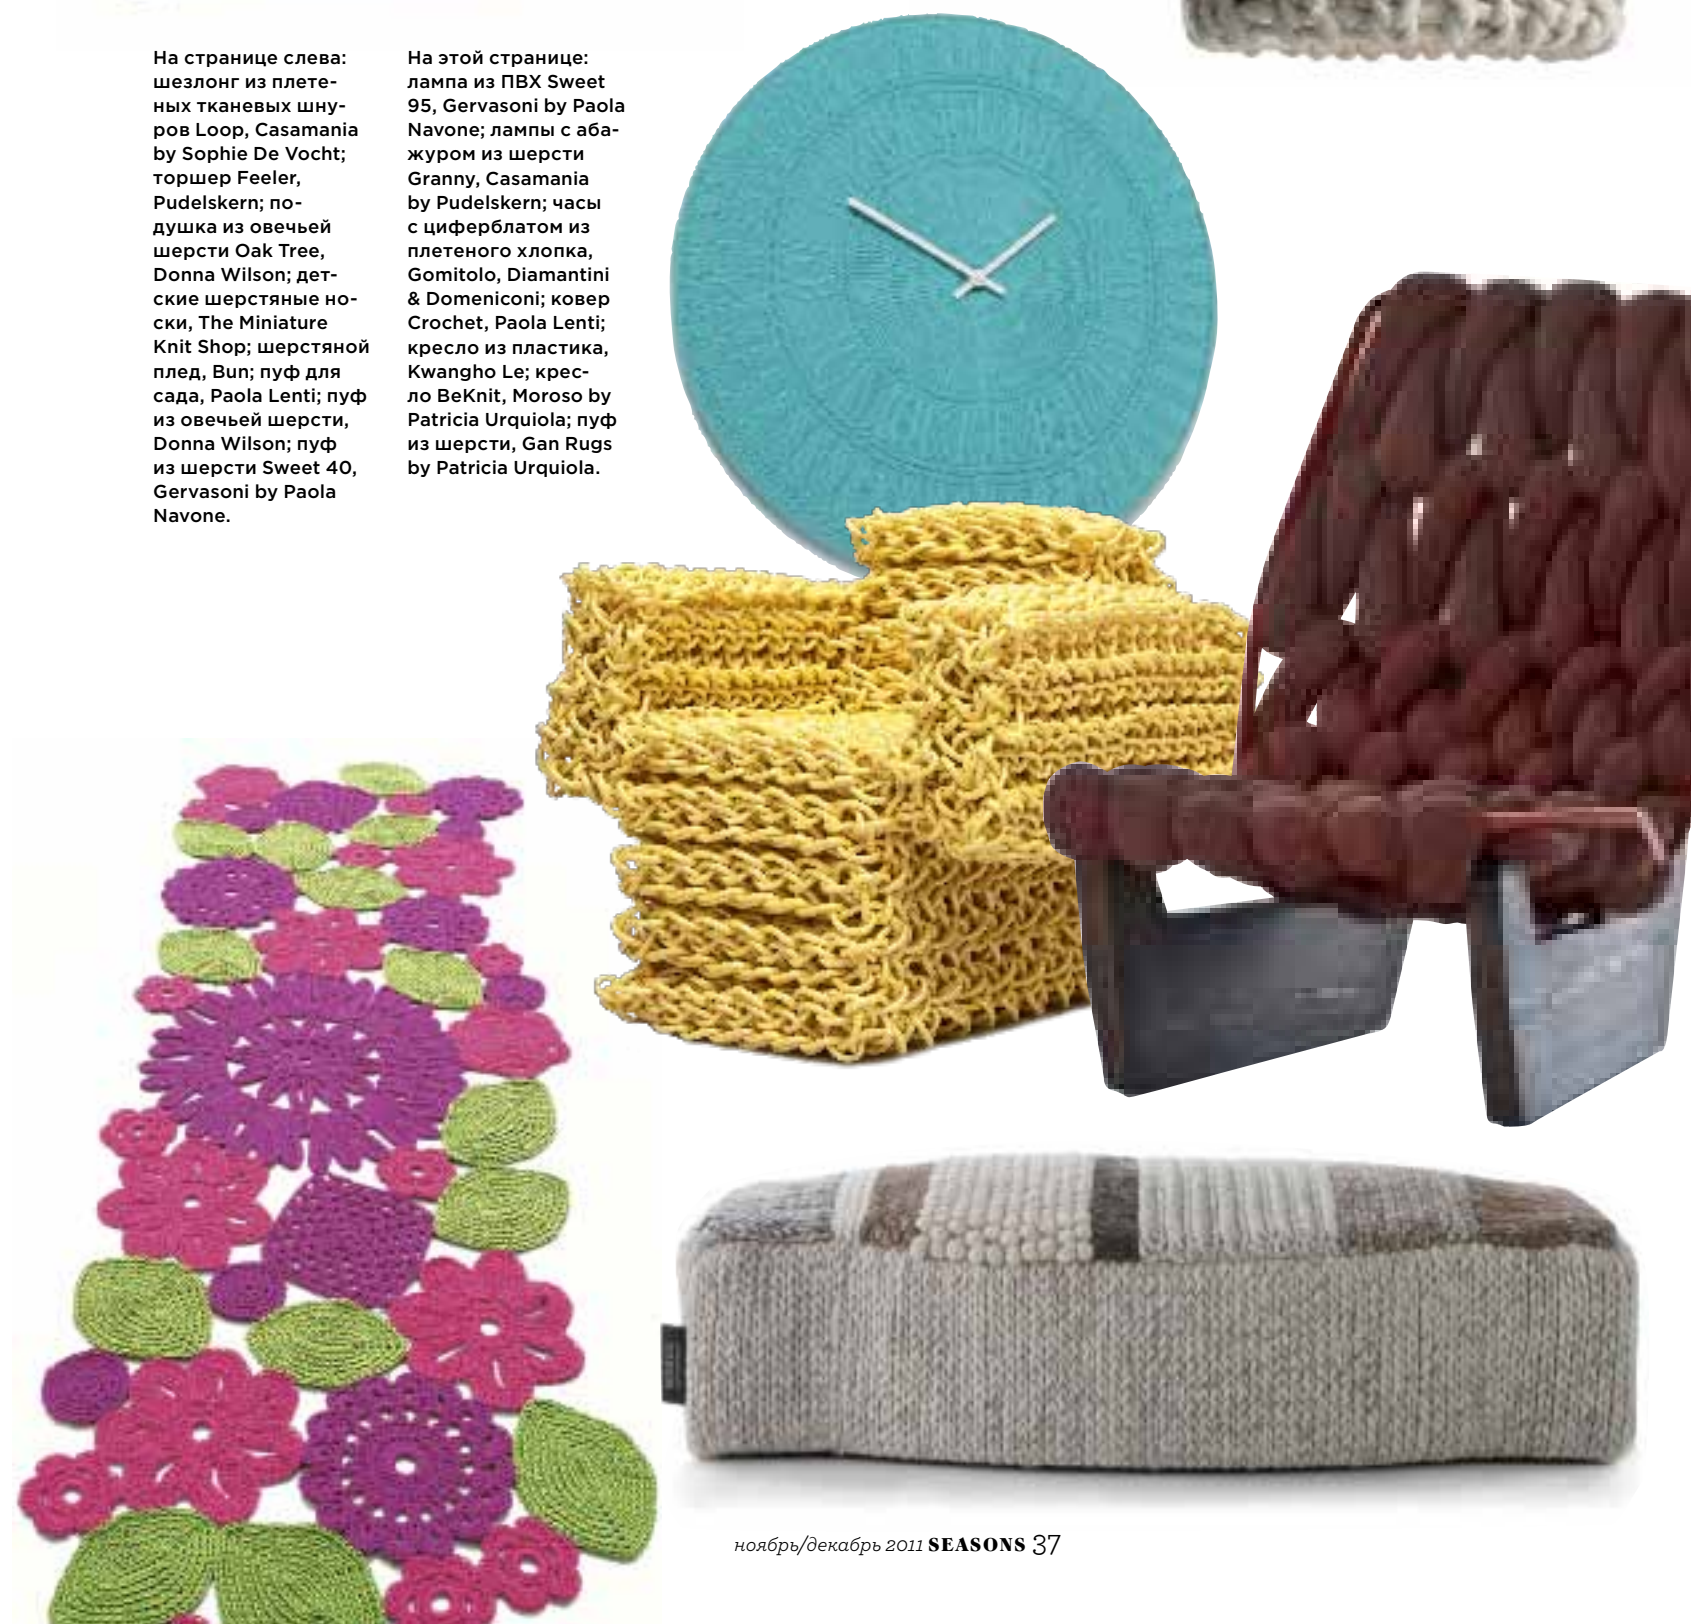 На странице слева:
шезлонг из плете-
ных тканевых шну-
ров Loop, Casamania
by Sophie De Vocht;
торшер Feeler,
Pudelskern; по-
душка из овечьей
шерсти Oak Tree,
Donna Wilson; дет-
ские шерстяные но-
ски, The Miniature
Knit Shop; шерстяной
плед, Bun; пуф для
сада, Paola Lenti; пуф
из овечьей шерсти,
Donna Wilson; пуф
из шерсти Sweet 40,
Gervasoni by Paola
Navone.
На этой странице:
лампа из ПВХ Sweet
95, Gervasoni by Paola
Navone; лампы с аба-
журом из шерсти
Granny, Casamania
by Pudelskern; часы
с циферблатом из
плетеного хлопка,
Gomitolo, Diamantini
& Domeniconi; ковер
Crochet, Paola Lenti;
кресло из пластика,
Kwangho Le; крес-
ло BeKnit, Moroso by
Patricia Urquiola; пуф
из шерсти, Gan Rugs
by Patricia Urquiola.
ноябрь/декабрь 2011 SEASONS 37